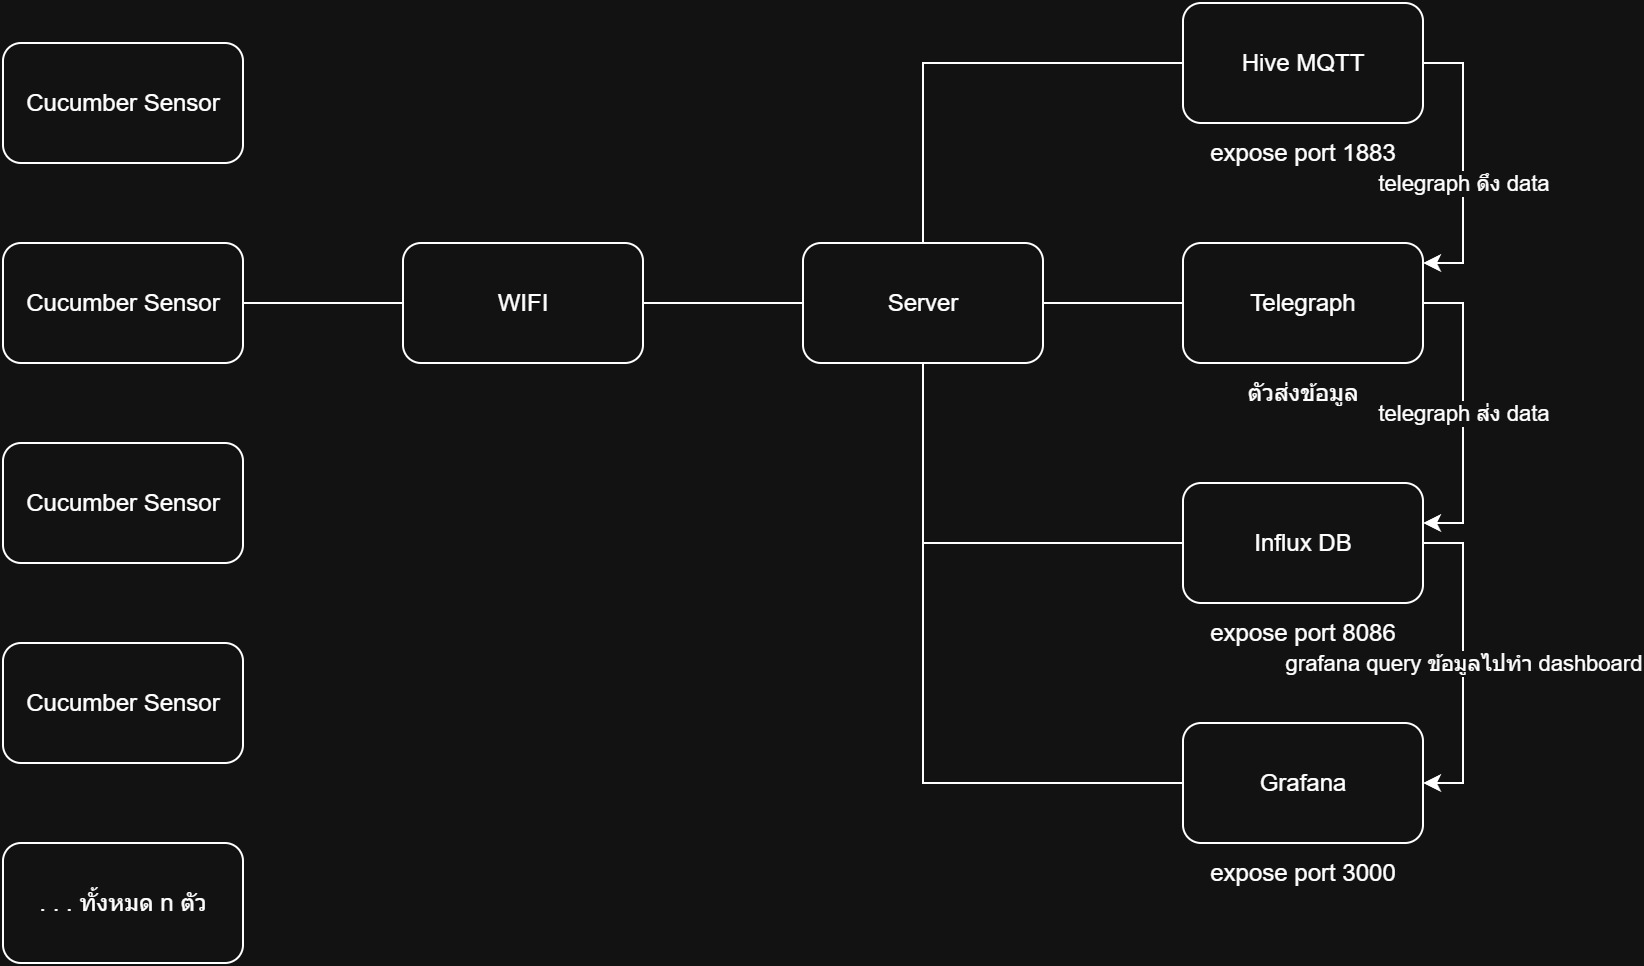 Hive MQTT
Cucumber Sensor
expose port 1883
telegraph ดึง data
Cucumber Sensor
WIFI
Server
Telegraph
ตัวส่งข้อมูล
telegraph ส่ง data
Cucumber Sensor
Influx DB
expose port 8086
grafana query ข้อมูลไปทำ dashboard
Cucumber Sensor
Grafana
expose port 3000
. . . ทั้งหมด n ตัว